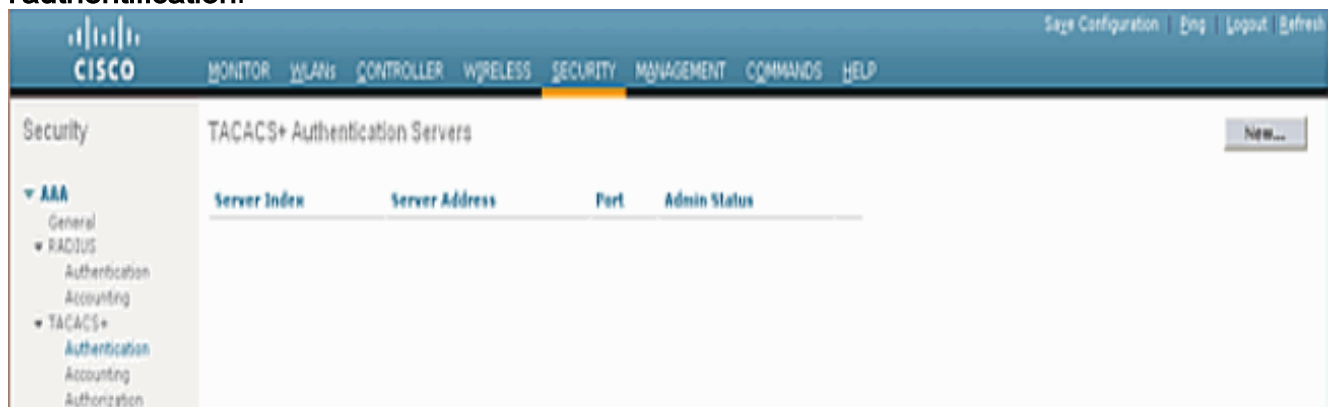 l'authentification.
Save Configuration | Ping | Logout | Refresh
CISCO
MONITOR WLANs CONTROLLER WIRELESS SECURITY MANAGEMENT COMMANDS HELP
Security
TACACS+ Authentication Servers
New...
AAA
Server Index Server Address Port Admin Status
General
RADIUS
Authentication
Accounting
TACACS+
Authentication
Accounting
Authorization